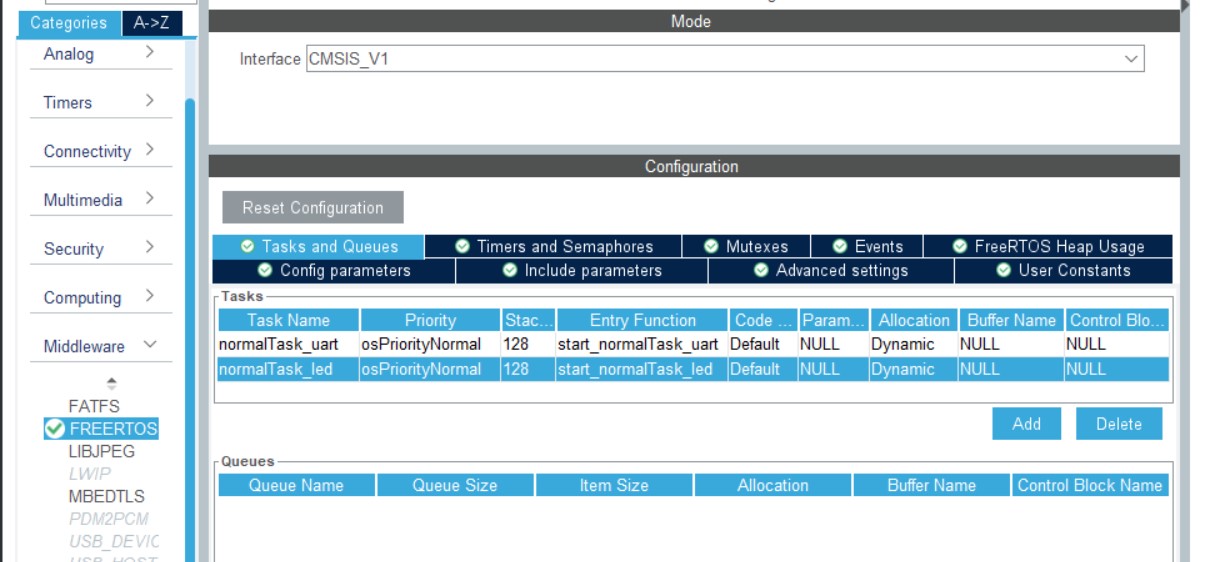 Categories A->Z
Analog
Timers
Connectivity
Multimedia
Security
Computing
Middleware
FATFS
FREERTOS
LIBJPEG
LWIP
MBEDTLS
PDM2PCM
USB_DEVIC
USB_HOST
Mode
Interface CMSIS_V1
Configuration
Reset Configuration
Tasks and Queues Timers and Semaphores Mutexes Events FreeRTOS Heap Usage
Config parameters Include parameters Advanced settings User Constants
Tasks
Task Name Priority Stac... Entry Function Code ... Param... Allocation Buffer Name Control Blo...
normalTask_uart osPriorityNormal 128 start_normalTask_uart Default NULL Dynamic NULL NULL
normalTask_led osPriorityNormal 128 start_normalTask_led Default NULL Dynamic NULL NULL
Add Delete
Queues
Queue Name Queue Size Item Size Allocation Buffer Name Control Block Name